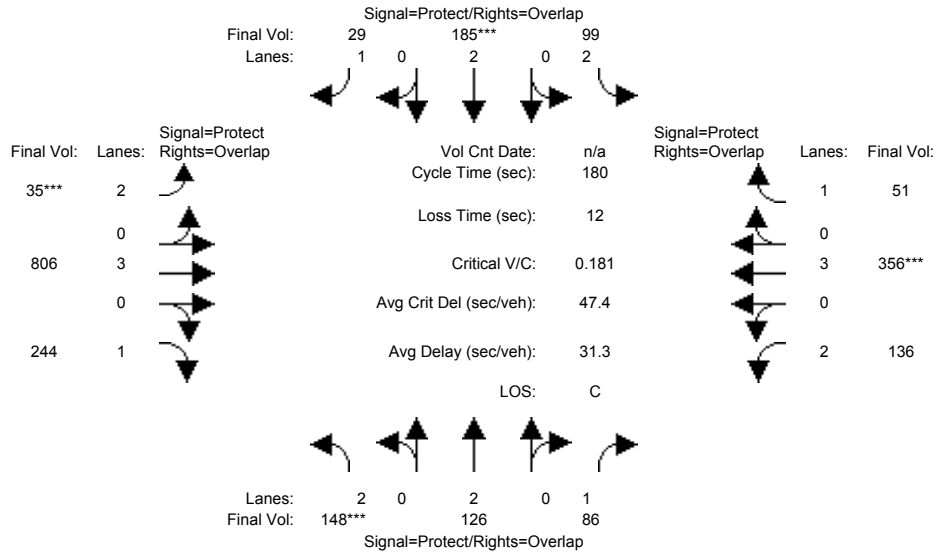 Signal=Protect/Rights=Overlap
Final Vol: 29 185*** 99
Lanes: 1 0 2 0 2
Signal=Protect Signal=Protect
Final Vol: Lanes: Rights=Overlap Vol Cnt Date: n/a Rights=Overlap Lanes: Final Vol:
Cycle Time (sec): 180
35*** 2 1 51
Loss Time (sec): 12
0 0
806 3 Critical V/C: 0.181 3 356***
0 Avg Crit Del (sec/veh): 47.4 0
244 1 Avg Delay (sec/veh): 31.3 2 136
LOS: C
Lanes: 2 0 2 0 1
Final Vol: 148*** 126 86
Signal=Protect/Rights=Overlap